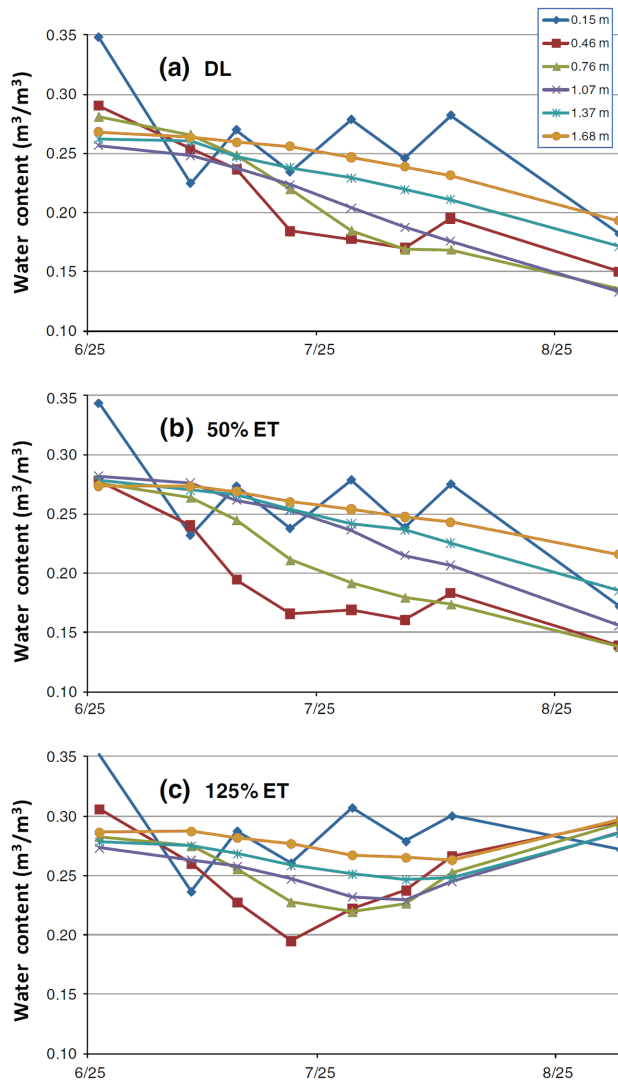 (a) DL
0.15 m
0.46 m
0.76 m
1.07 m
1.37 m
1.68 m
Water content (m³/m³)
0.35
0.30
0.25
0.20
0.15
0.10
6/25
7/25
8/25
(b) 50% ET
Water content (m³/m³)
0.35
0.30
0.25
0.20
0.15
0.10
6/25
7/25
8/25
(c) 125% ET
Water content (m³/m³)
0.35
0.30
0.25
0.20
0.15
0.10
6/25
7/25
8/25